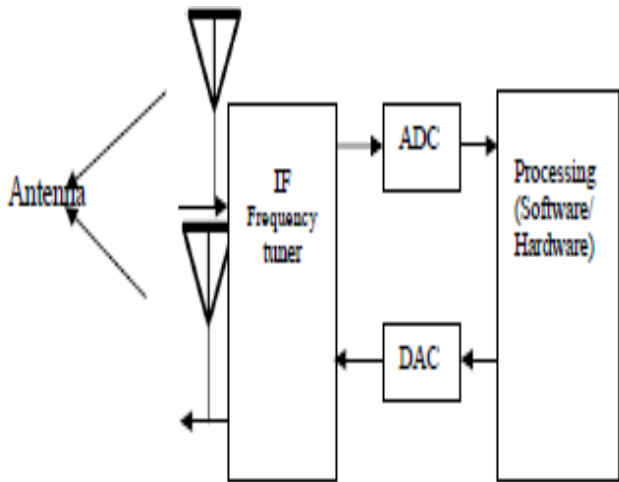 Antenna
IF
Frequency
tuner
ADC
DAC
Processing
(Software/
Hardware)